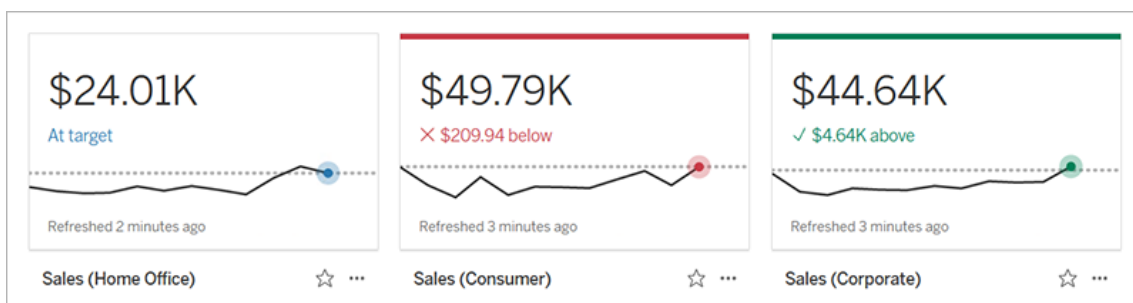 $24.01K
At target
Refreshed 2 minutes ago
Sales (Home Office)
$49.79K
$209.94 below
Refreshed 3 minutes ago
Sales (Consumer)
$44.64K
$4.64K above
Refreshed 3 minutes ago
Sales (Corporate)